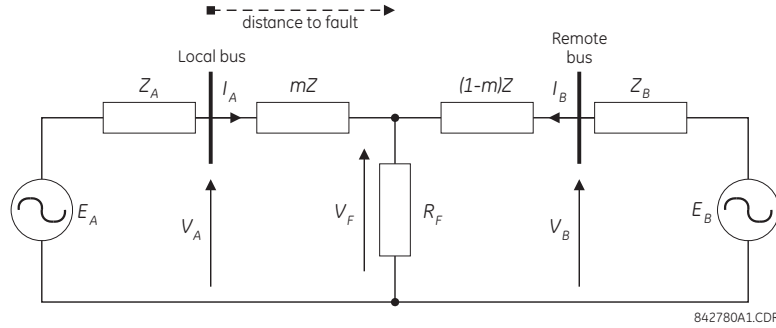 distance to fault
Local bus
Remote
bus
Z_A
I_A
mZ
(1-m)Z
I_B
Z_B
E_A
V_A
V_F
R_F
V_B
E_B
842780A1.CDR